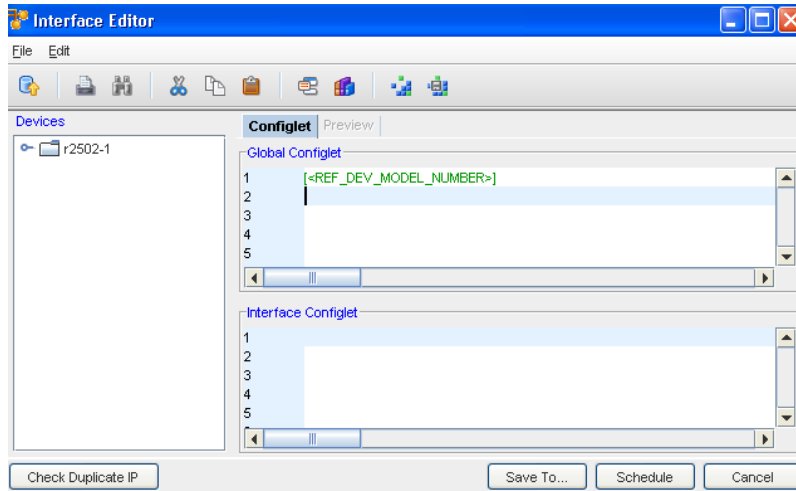 Interface Editor
File Edit
Devices
r2502-1
Configlet Preview
Global Configlet
1 [<REF_DEV_MODEL_NUMBER>]
2
3
4
5
Interface Configlet
1
2
3
4
5
Check Duplicate IP Save To... Schedule Cancel